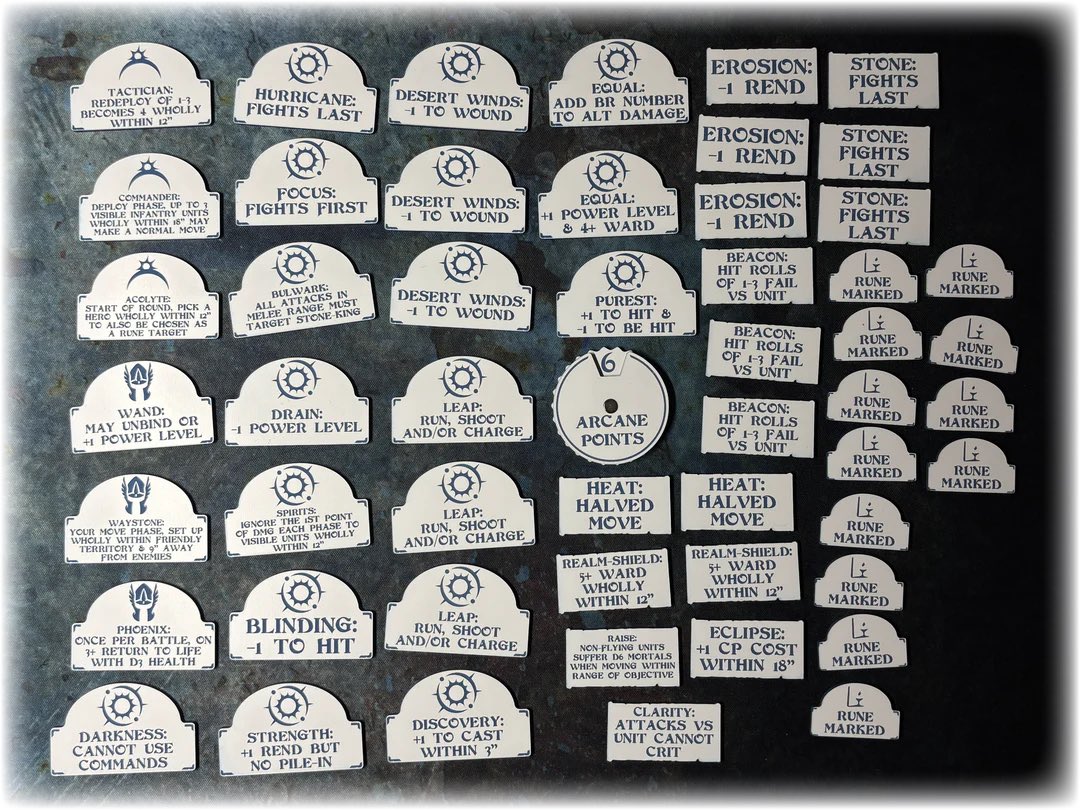 TACTICIAN:
REDEPLOY OF 1-3
BECOMES 4 WHOLLY
WITHIN 12"
COMMANDER:
DEPLOY PHASE, UP TO 3
VISIBLE INFANTRY UNITS
WHOLLY WITHIN 18" MAY
MAKE A NORMAL MOVE
ACOLYTE:
START OF ROUND, PICK A
HERO WHOLLY WITHIN 12"
TO ALSO BE CHOSEN AS
A RUNE TARGET
WAND:
MAY UNBIND OR
+1 POWER LEVEL
WAYSTONE:
YOUR MOVE PHASE, SET UP
WHOLLY WITHIN FRIENDLY
TERRITORY & 9" AWAY
FROM ENEMIES
PHOENIX:
ONCE PER BATTLE, ON
3+ RETURN TO LIFE
WITH D3 HEALTH
DARKNESS:
CANNOT USE
COMMANDS
HURRICANE:
FIGHTS LAST
FOCUS:
FIGHTS FIRST
BULWARK:
ALL ATTACKS IN
MELEE RANGE MUST
TARGET STONE-KING
DRAIN:
-1 POWER LEVEL
SPIRITS:
IGNORE THE 1ST POINT
OF DMG EACH PHASE TO
VISIBLE UNITS WHOLLY
WITHIN 12"
BLINDING:
-1 TO HIT
STRENGTH:
+1 REND BUT
NO PILE-IN
DESERT WINDS:
-1 TO WOUND
DESERT WINDS:
-1 TO WOUND
DESERT WINDS:
-1 TO WOUND
LEAP:
RUN, SHOOT
AND/OR CHARGE
LEAP:
RUN, SHOOT
AND/OR CHARGE
LEAP:
RUN, SHOOT
AND/OR CHARGE
DISCOVERY:
+1 TO CAST
WITHIN 3"
EQUAL:
ADD BR NUMBER
TO ALT DAMAGE
EQUAL:
+1 POWER LEVEL
& 4+ WARD
PUREST:
+1 TO HIT &
-1 TO BE HIT
6
ARCANE
POINTS
HEAT:
HALVED
MOVE
REALM-SHIELD:
5+ WARD
WHOLLY
WITHIN 12"
RAISE:
NON-FLYING UNITS
SUFFER D6 MORTALS
WHEN MOVING WITHIN
RANGE OF OBJECTIVE
CLARITY:
ATTACKS VS
UNIT CANNOT
CRIT
EROSION:
-1 REND
EROSION:
-1 REND
EROSION:
-1 REND
BEACON:
HIT ROLLS
OF 1-3 FAIL
VS UNIT
BEACON:
HIT ROLLS
OF 1-3 FAIL
VS UNIT
BEACON:
HIT ROLLS
OF 1-3 FAIL
VS UNIT
HEAT:
HALVED
MOVE
REALM-SHIELD:
5+ WARD
WHOLLY
WITHIN 12"
ECLIPSE:
+1 CP COST
WITHIN 18"
STONE:
FIGHTS
LAST
STONE:
FIGHTS
LAST
STONE:
FIGHTS
LAST
RUNE
MARKED
RUNE
MARKED
RUNE
MARKED
RUNE
MARKED
RUNE
MARKED
RUNE
MARKED
RUNE
MARKED
RUNE
MARKED
RUNE
MARKED
RUNE
MARKED
RUNE
MARKED
RUNE
MARKED